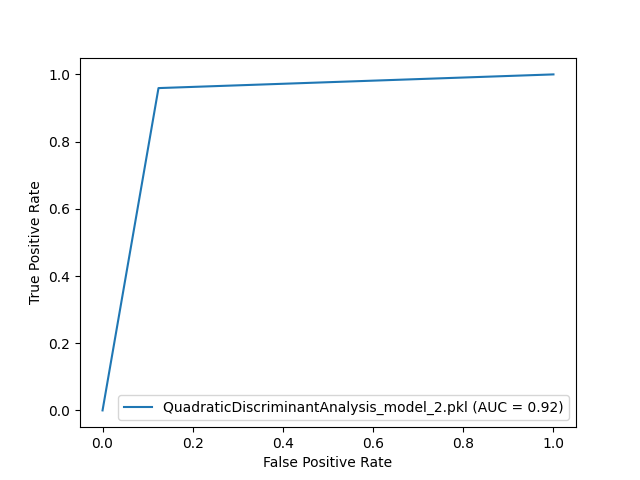 1.0
0.8
0.6
0.4
0.2
0.0
True Positive Rate
QuadraticDiscriminantAnalysis_model_2.pkl (AUC = 0.92)
0.0 0.2 0.4 0.6 0.8 1.0
False Positive Rate